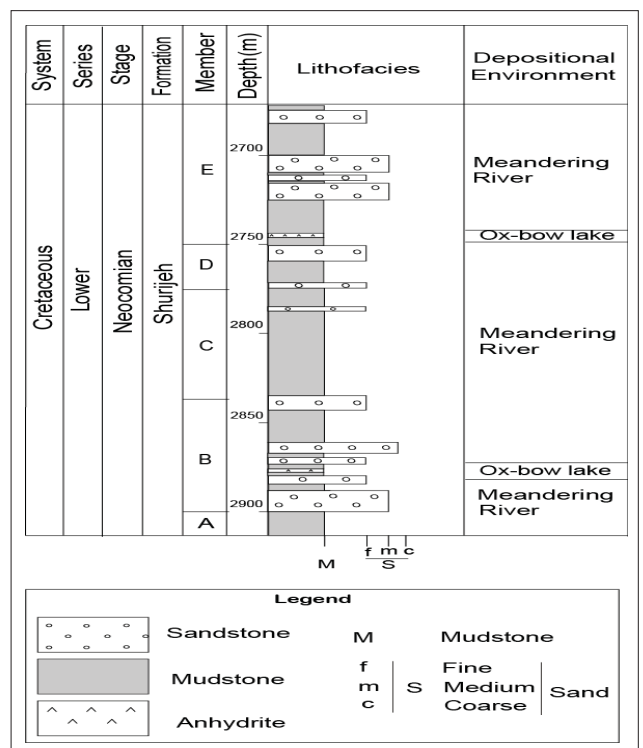 System
Series
Stage
Formation
Member
Depth(m)
Lithofacies
Depositional
Environment
Cretaceous
Lower
Neocomian
Shurijeh
E
D
C
B
A
2700
2750
2800
2850
2900
Meandering
River
Ox-bow lake
Meandering
River
Ox-bow lake
Meandering
River
M
f m c
S
Legend
Sandstone
Mudstone
Anhydrite
M Mudstone
f Fine
m S Medium Sand
c Coarse